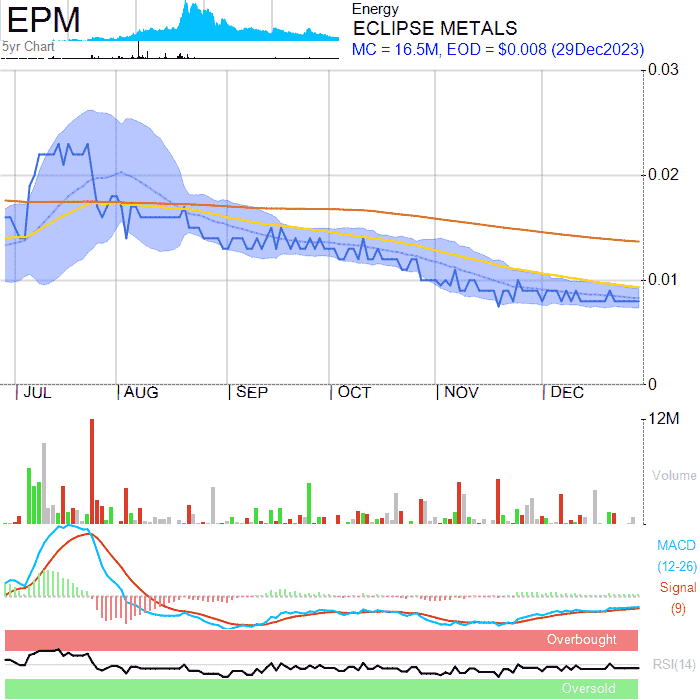 EPM
5yr Chart
Energy
ECLIPSE METALS
MC = 16.5M, EOD = $0.008 (29Dec2023)
0.03
0.02
0.01
0
JUL AUG SEP OCT NOV DEC
12M
Volume
MACD
(12-26)
Signal
(9)
Overbought
RSI(14)
Oversold